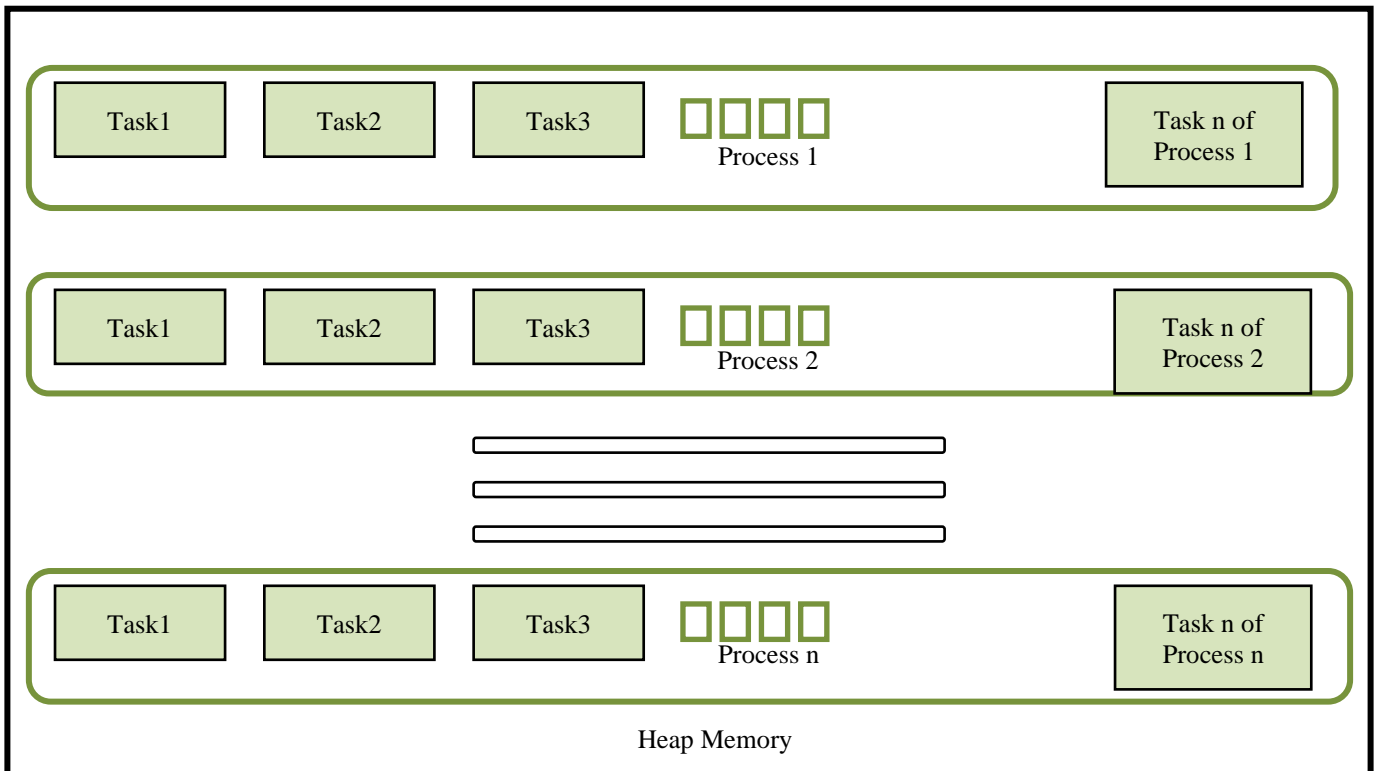 Task1
Task2
Task3
Process 1
Task n of
Process 1
Task1
Task2
Task3
Process 2
Task n of
Process 2
Task1
Task2
Task3
Process n
Task n of
Process n
Heap Memory